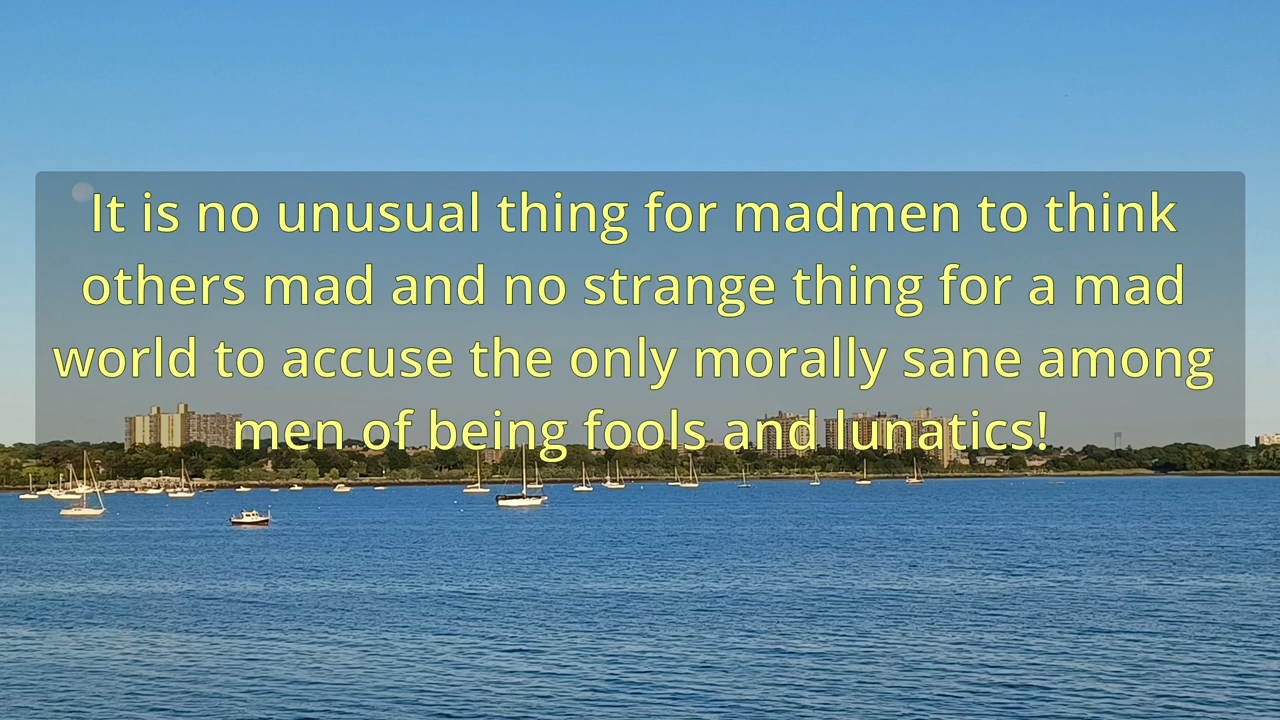 It is no unusual thing for madmen to think
others mad and no strange thing for a mad
world to accuse the only morally sane among
men of being fools and lunatics!